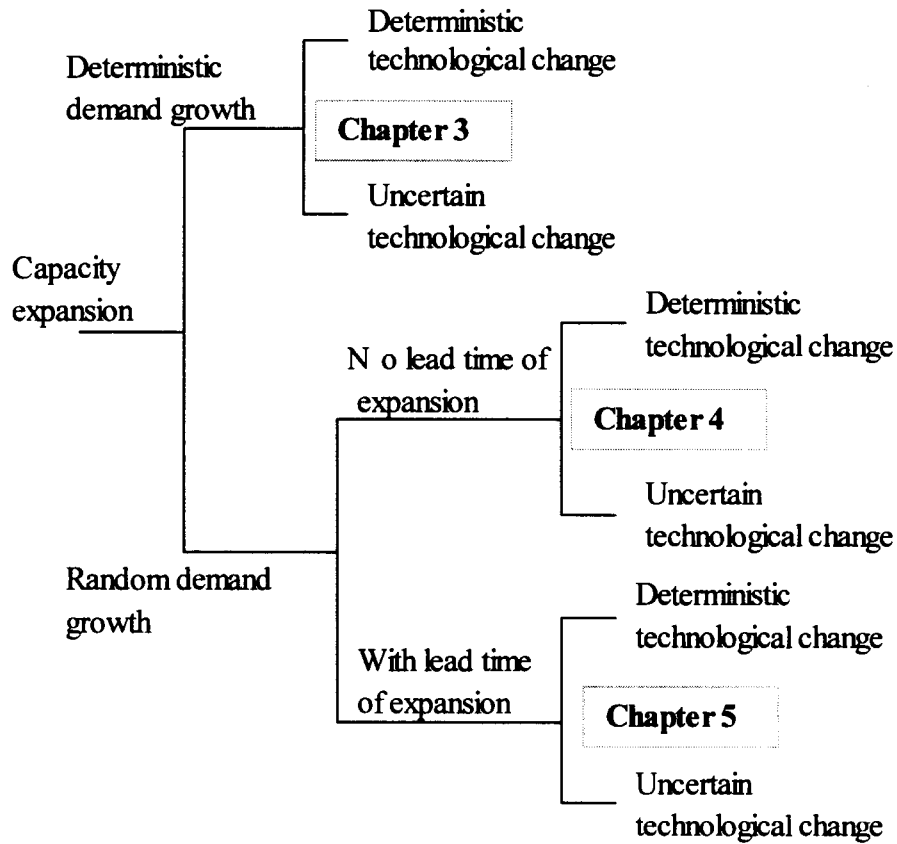 Deterministic
technological change
Deterministic
demand growth
Chapter 3
Uncertain
technological change
Capacity
expansion
Deterministic
technological change
N o lead time of
expansion
Chapter 4
Uncertain
technological change
Random demand
growth
Deterministic
technological change
With lead time
of expansion
Chapter 5
Uncertain
technological change